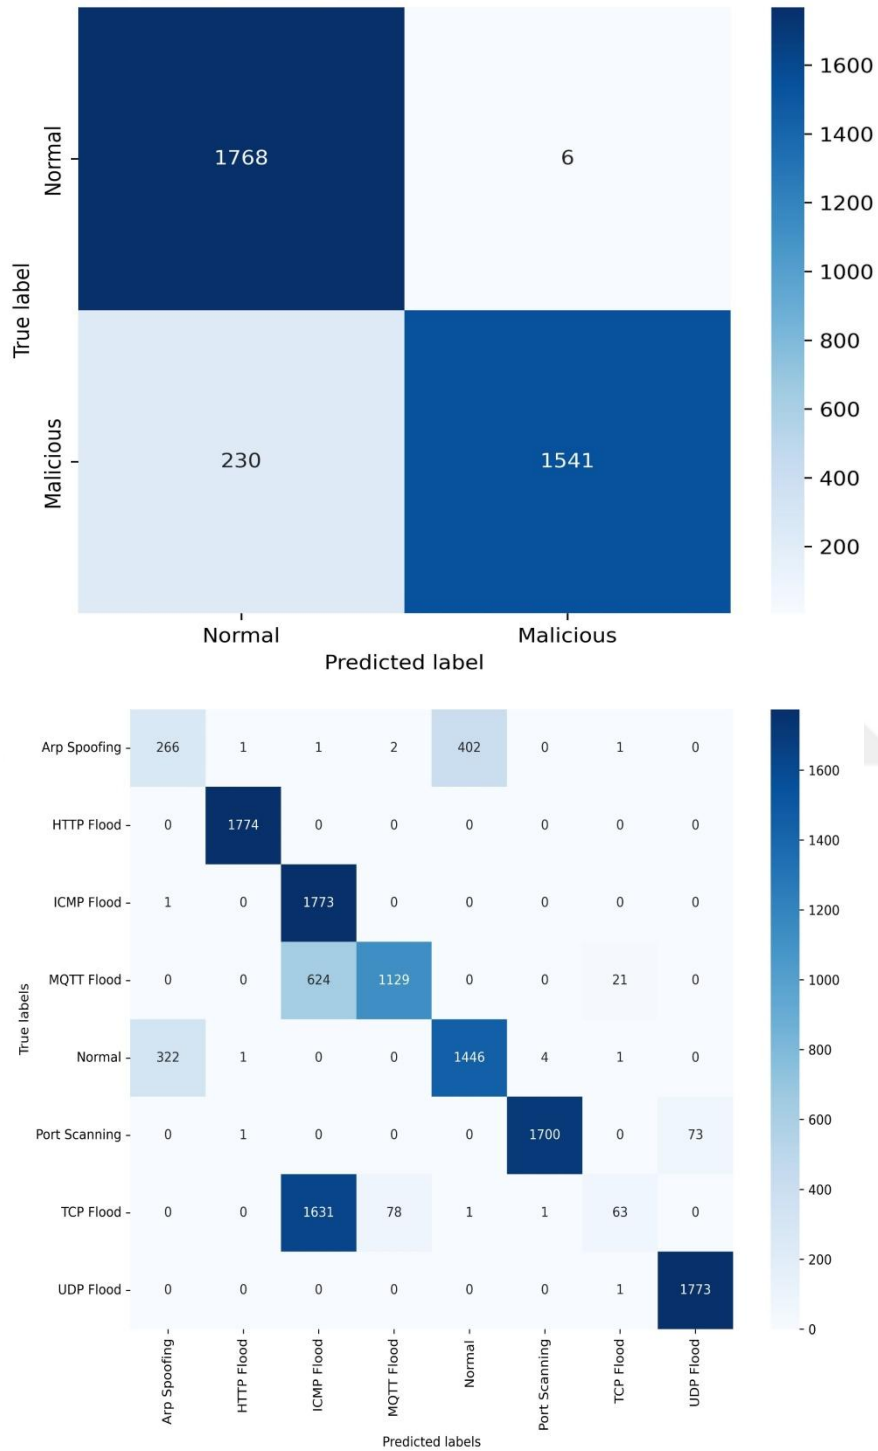 1768 6
230 1541
Normal
Malicious
True label
Normal Malicious
Predicted label
1600
1400
1200
1000
800
600
400
200
Arp Spoofing 266 1 1 2 402 0 1 0
HTTP Flood 0 1774 0 0 0 0 0 0
ICMP Flood 1 0 1773 0 0 0 0 0
MQTT Flood 0 0 624 1129 0 0 21 0
Normal 322 1 0 0 1446 4 1 0
Port Scanning 0 1 0 0 0 1700 0 73
TCP Flood 0 0 1631 78 1 1 63 0
UDP Flood 0 0 0 0 0 0 1 1773
True labels
Arp Spoofing
HTTP Flood
ICMP Flood
MQTT Flood
Normal
Port Scanning
TCP Flood
UDP Flood
Predicted labels
1600
1400
1200
1000
800
600
400
200
0